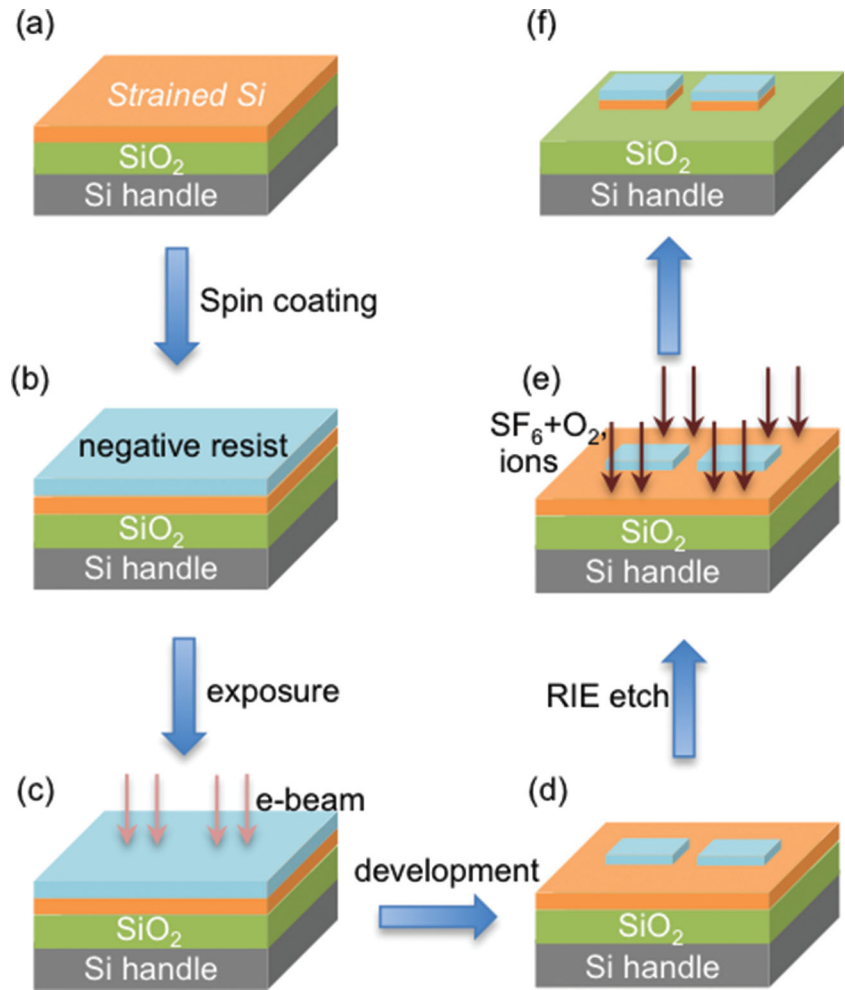 (a)
Strained Si
SiO₂
Si handle
Spin coating
(b)
negative resist
SiO₂
Si handle
exposure
(c)
e-beam
SiO₂
Si handle
development
(d)
SiO₂
Si handle
RIE etch
(e)
SF₆+O₂,
ions
SiO₂
Si handle
(f)
SiO₂
Si handle